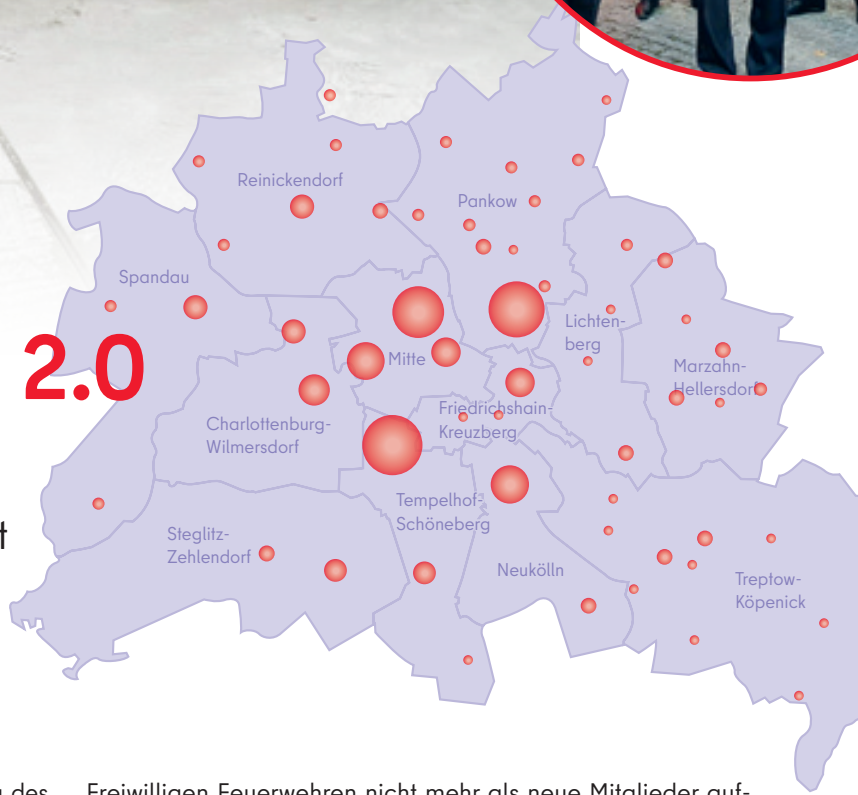 Reinickendorf
Pankow
Spandau
Lichten-
berg
2.0
Mitte
Marzahn-
Hellersdorf
Friedrichshain-
Kreuzberg
Charlottenburg-
Wilmersdorf
Tempelhof-
Schöneberg
t
Steglitz-
Zehlendorf
Neukölln
Treptow-
Köpenick
des
Freiwilligen Feuerwehren nicht mehr als neue Mitglieder auf-